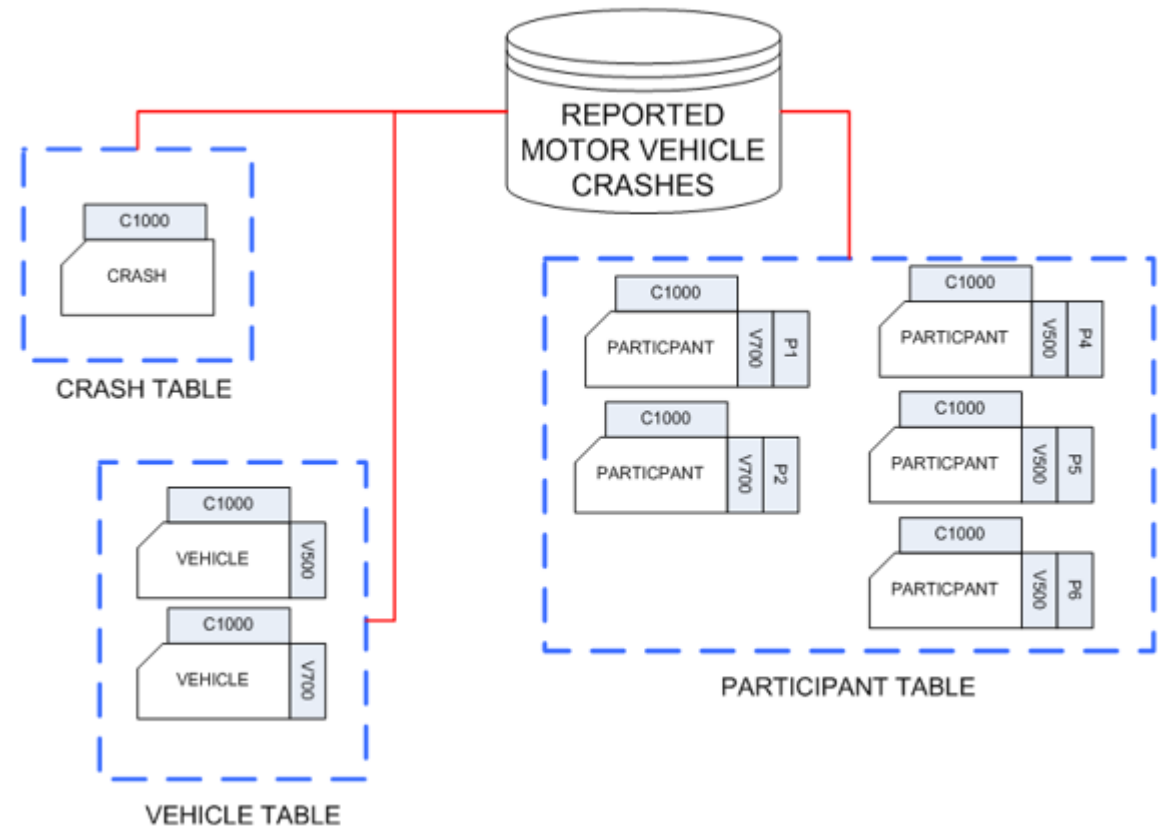 REPORTED
MOTOR VEHICLE
CRASHES
C1000
CRASH
CRASH TABLE
C1000
VEHICLE
V500
C1000
VEHICLE
V700
VEHICLE TABLE
C1000
PARTICPANT
V700
P1
C1000
PARTICPANT
V700
P2
C1000
PARTICPANT
V500
P4
C1000
PARTICPANT
V500
P5
C1000
PARTICPANT
V500
P6
PARTICIPANT TABLE